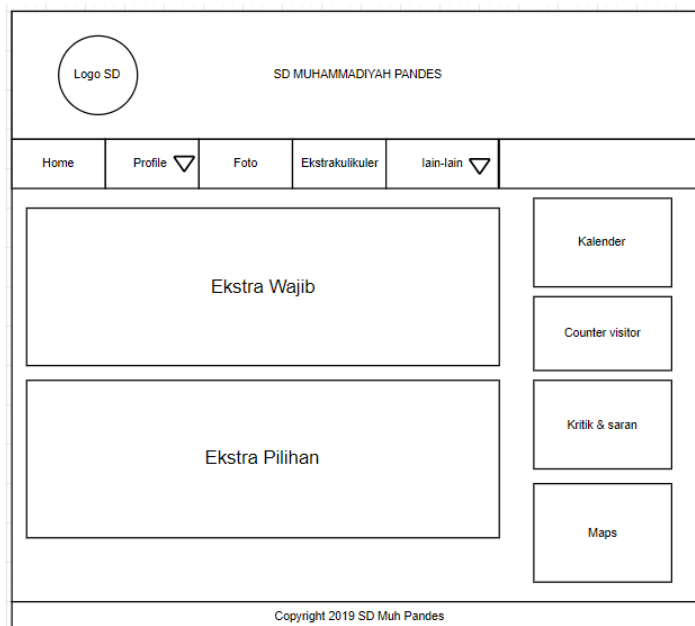 Logo SD
SD MUHAMMADIYAH PANDES
Home
Profile
Foto
Ekstrakulikuler
lain-lain
Ekstra Wajib
Ekstra Pilihan
Kalender
Counter visitor
Kritik & saran
Maps
Copyright 2019 SD Muh Pandes